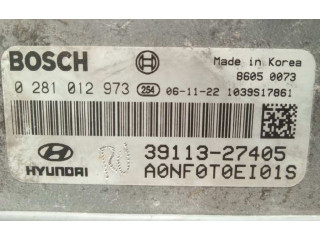 BOSCH Made in Korea
8605 0073
0 281 012 973 254 06-11-22 1039S17861
HYUNDAI 39113-27405
A0NF0T0EI01S